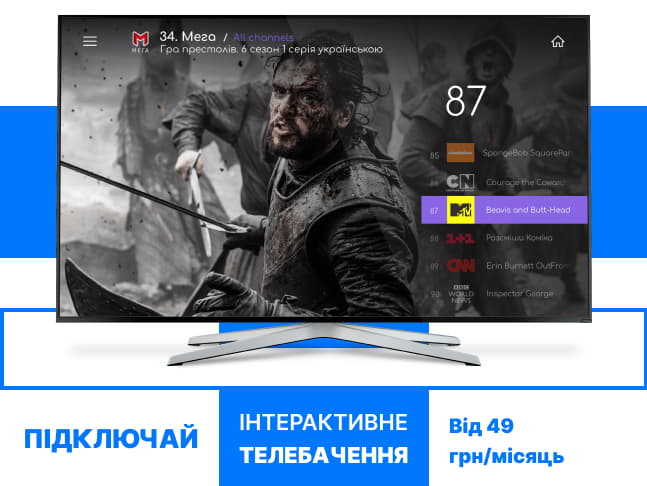 34. Мега / All channels
МЕГА
Гра престолів. 6 сезон 1 серія українською
87
85 SpongeBob SquarePan
86 CN Courage the Coward
87 MTV Beavis and Butt-Head
88 1+1 Розсміши Коміка
89 CNN Erin Burnett OutFron
90 BBC WORLD NEWS Inspector George
ПІДКЛЮЧАЙ
ІНТЕРАКТИВНЕ
ТЕЛЕБАЧЕННЯ
Від 49
грн/місяць